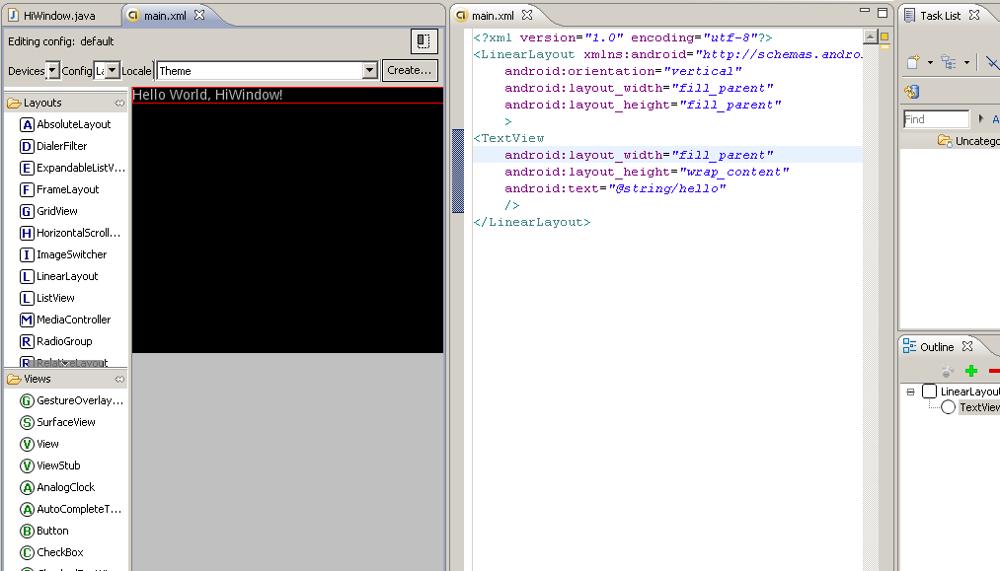 HiWindow.java
main.xml
Editing config: default
Devices Config Locale Theme Create...
Hello World, HiWindow!
Layouts
AbsoluteLayout
DialerFilter
ExpandableListV...
FrameLayout
GridView
HorizontalScroll...
ImageSwitcher
LinearLayout
ListView
MediaController
RadioGroup
RelativeLayout
Views
GestureOverlay...
SurfaceView
View
ViewStub
AnalogClock
AutoCompleteT...
Button
CheckBox
main.xml
<?xml version="1.0" encoding="utf-8"?>
<LinearLayout xmlns:android="http://schemas.andro
android:orientation="vertical"
android:layout_width="fill_parent"
android:layout_height="fill_parent"
>
<TextView
android:layout_width="fill_parent"
android:layout_height="wrap_content"
android:text="@string/hello"
/>
</LinearLayout>
Task List
Find
Uncatego
Outline
LinearLayout
TextView